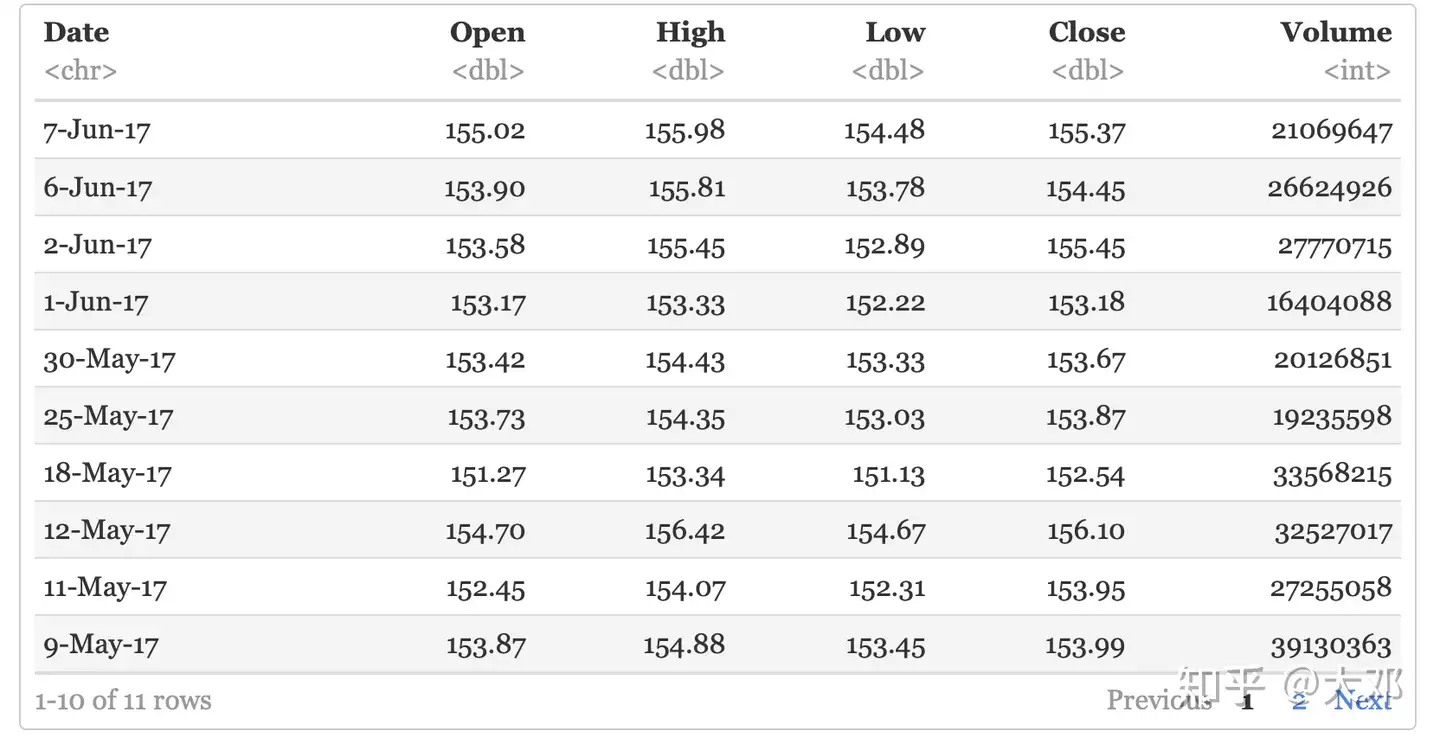 Date Open High Low Close Volume
<chr> <dbl> <dbl> <dbl> <dbl> <int>
7-Jun-17 155.02 155.98 154.48 155.37 21069647
6-Jun-17 153.90 155.81 153.78 154.45 26624926
2-Jun-17 153.58 155.45 152.89 155.45 27770715
1-Jun-17 153.17 153.33 152.22 153.18 16404088
30-May-17 153.42 154.43 153.33 153.67 20126851
25-May-17 153.73 154.35 153.03 153.87 19235598
18-May-17 151.27 153.34 151.13 152.54 33568215
12-May-17 154.70 156.42 154.67 156.10 32527017
11-May-17 152.45 154.07 152.31 153.95 27255058
9-May-17 153.87 154.88 153.45 153.99 39130363
1-10 of 11 rows Previous 1 2 Next
知乎 @大邓